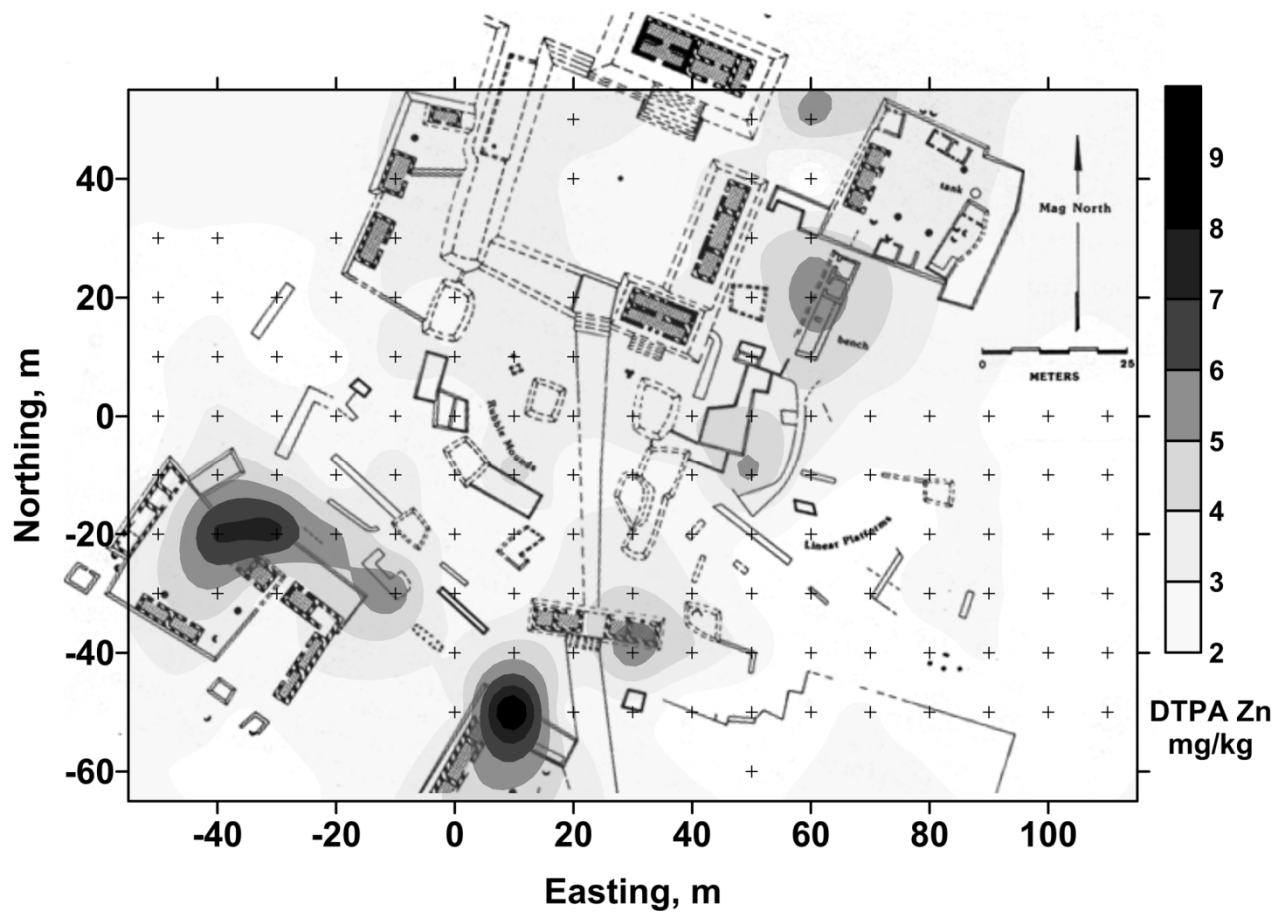 40
20
0
-20
-40
-60
Northing, m
-40
-20
0
20
40
60
80
100
Easting, m
tank
Mag North
0
25
METERS
bench
Rubble Mounds
Linear Platforms
9
8
7
6
5
4
3
2
DTPA Zn
mg/kg